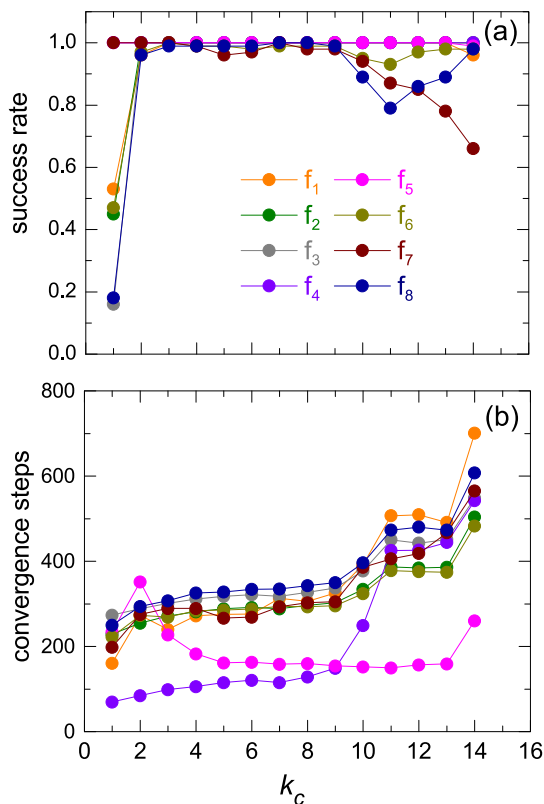 (a)
success rate
1.0
0.8
0.6
0.4
0.2
0.0
f1 f5
f2 f6
f3 f7
f4 f8
(b)
convergence steps
800
600
400
200
0
0 2 4 6 8 10 12 14 16
kc